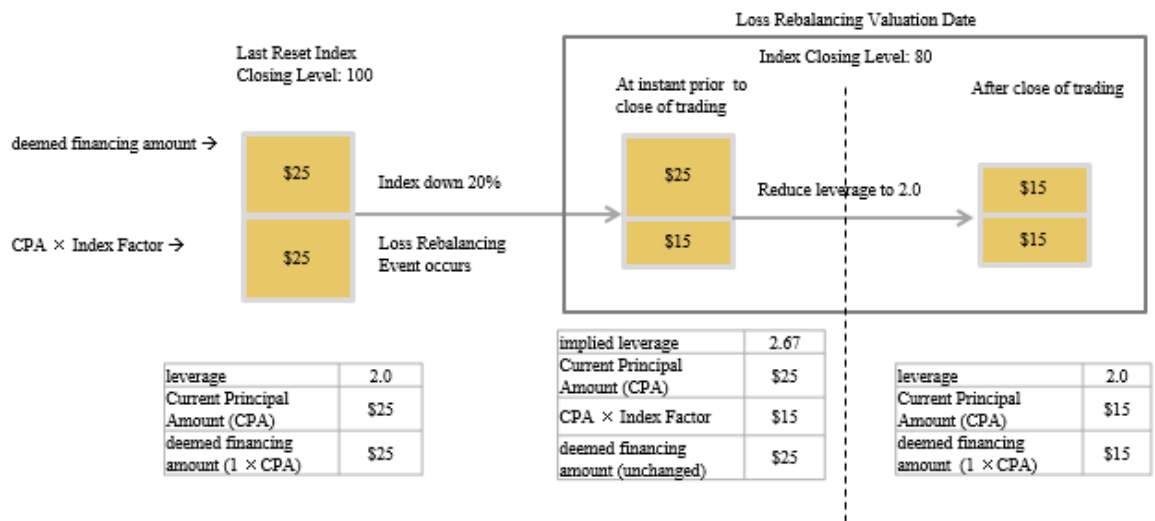 Loss Rebalancing Valuation Date
Last Reset Index
Closing Level: 100
Index Closing Level: 80
At instant prior to
close of trading
After close of trading
deemed financing amount →
$25
Index down 20%
$25
Reduce leverage to 2.0
$15
CPA × Index Factor →
$25
Loss Rebalancing
Event occurs
$15
$15
leverage 2.0
Current Principal
Amount (CPA) $25
deemed financing
amount (1 × CPA) $25
implied leverage 2.67
Current Principal
Amount (CPA) $25
CPA × Index Factor $15
deemed financing
amount (unchanged) $25
leverage 2.0
Current Principal
Amount (CPA) $15
deemed financing
amount (1 × CPA) $15